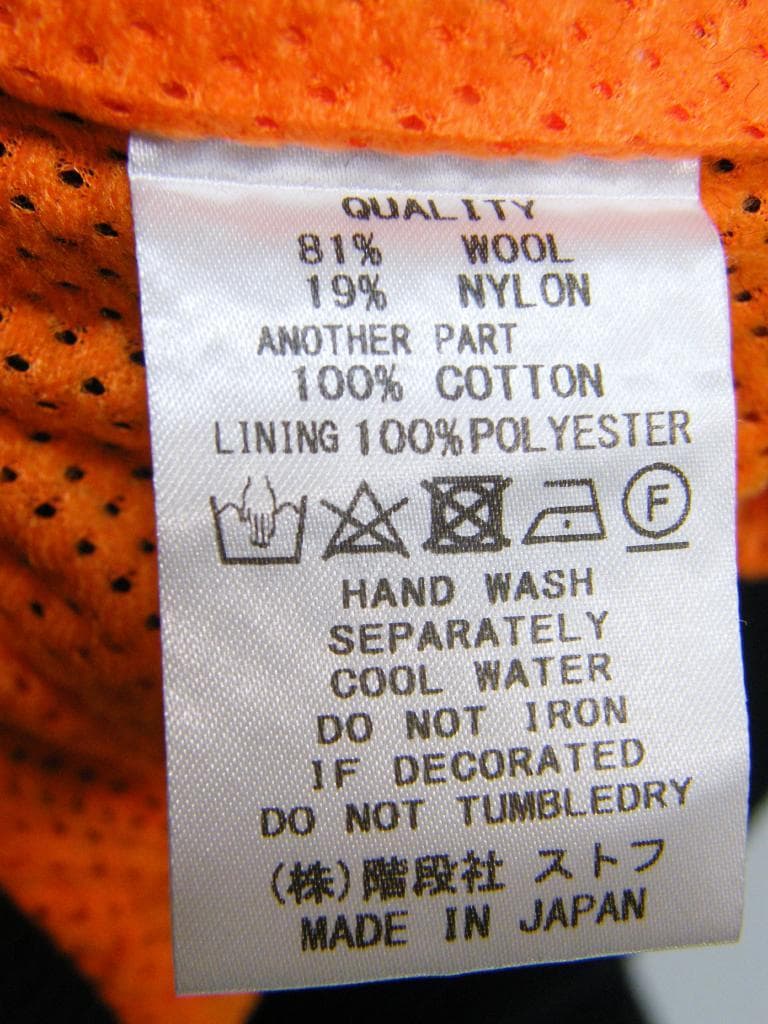 QUALITY
81% WOOL
19% NYLON
ANOTHER PART
100% COTTON
LINING 100% POLYESTER
F
HAND WASH
SEPARATELY
COOL WATER
DO NOT IRON
IF DECORATED
DO NOT TUMBLEDRY
(株)階段社 ストフ
MADE IN JAPAN